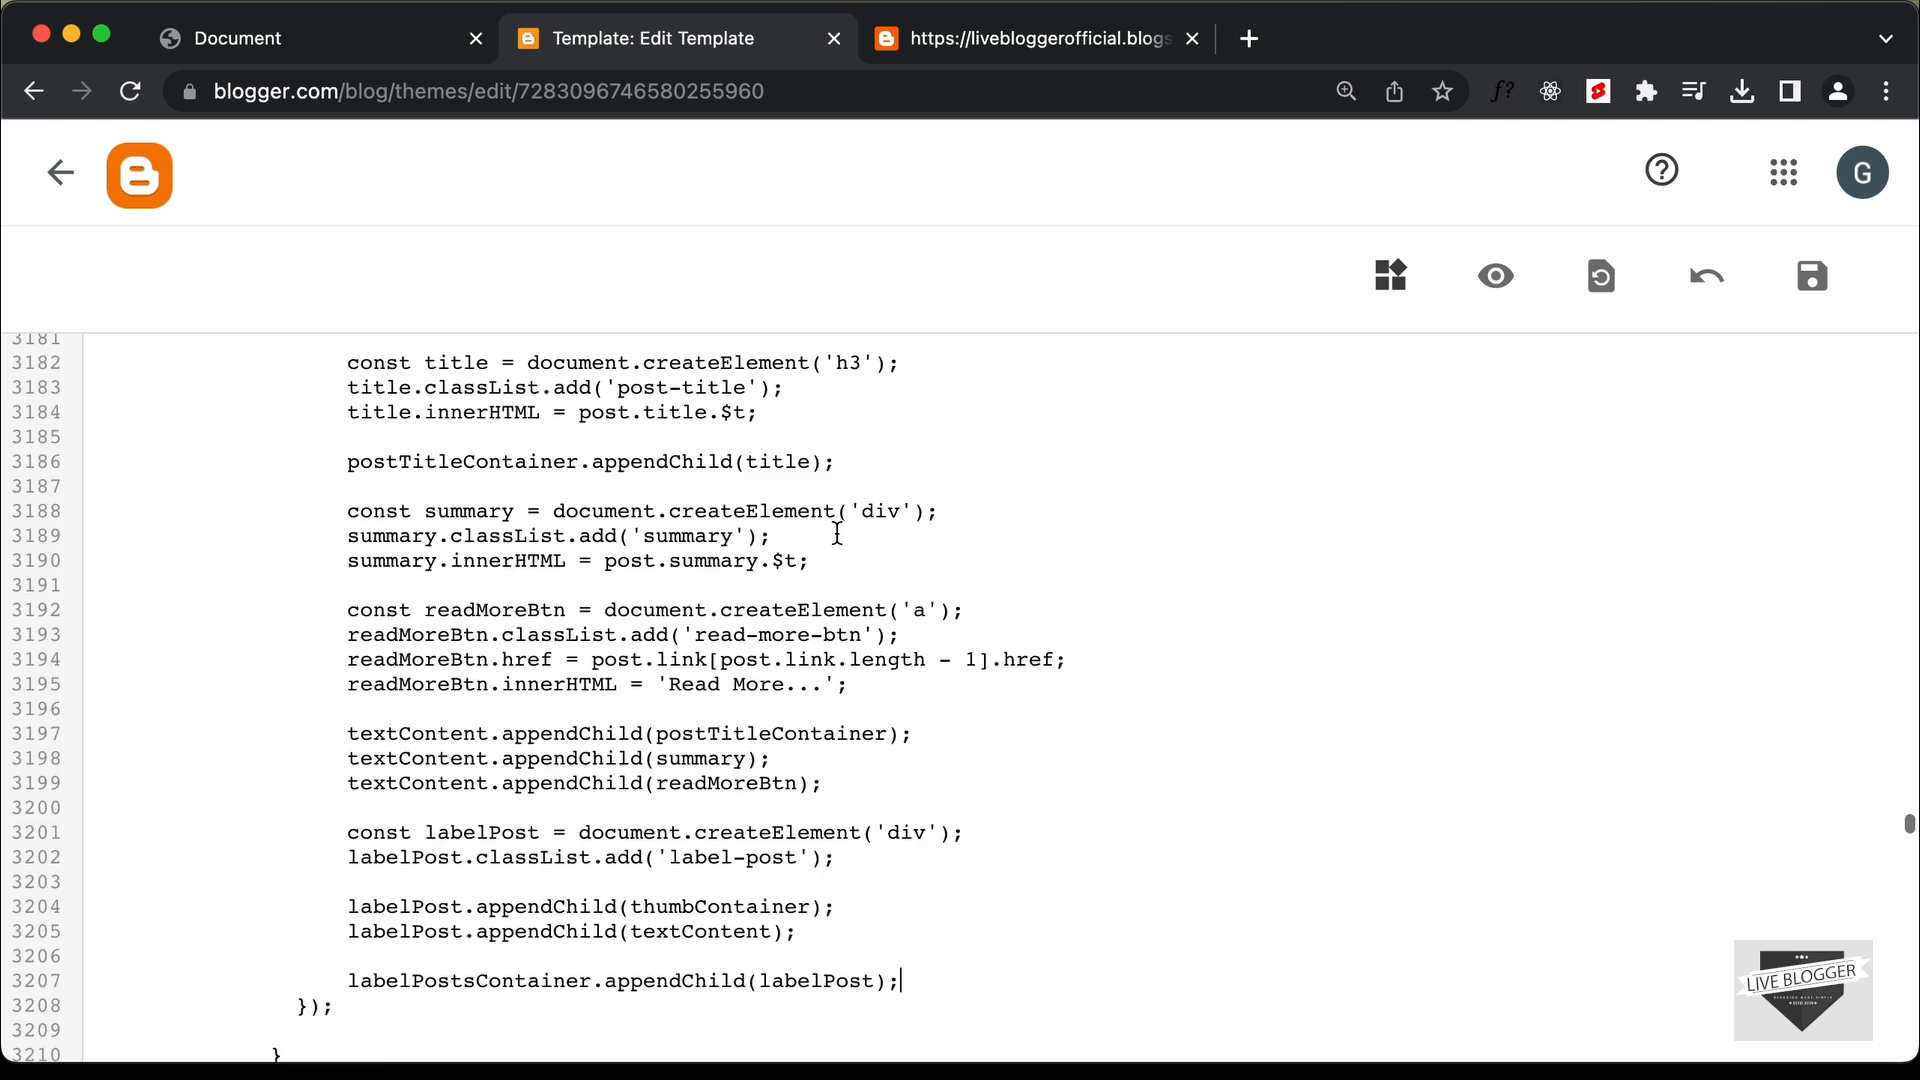 Document
Template: Edit Template
https://livebloggerofficial.blogs
blogger.com/blog/themes/edit/7283096746580255960
f?
G
3181
3182 const title = document.createElement('h3');
3183 title.classList.add('post-title');
3184 title.innerHTML = post.title.$t;
3185
3186 postTitleContainer.appendChild(title);
3187
3188 const summary = document.createElement('div');
3189 summary.classList.add('summary');
3190 summary.innerHTML = post.summary.$t;
3191
3192 const readMoreBtn = document.createElement('a');
3193 readMoreBtn.classList.add('read-more-btn');
3194 readMoreBtn.href = post.link[post.link.length - 1].href;
3195 readMoreBtn.innerHTML = 'Read More...';
3196
3197 textContent.appendChild(postTitleContainer);
3198 textContent.appendChild(summary);
3199 textContent.appendChild(readMoreBtn);
3200
3201 const labelPost = document.createElement('div');
3202 labelPost.classList.add('label-post');
3203
3204 labelPost.appendChild(thumbContainer);
3205 labelPost.appendChild(textContent);
3206
3207 labelPostsContainer.appendChild(labelPost);
3208 });
3209
3210 }
LIVE BLOGGER